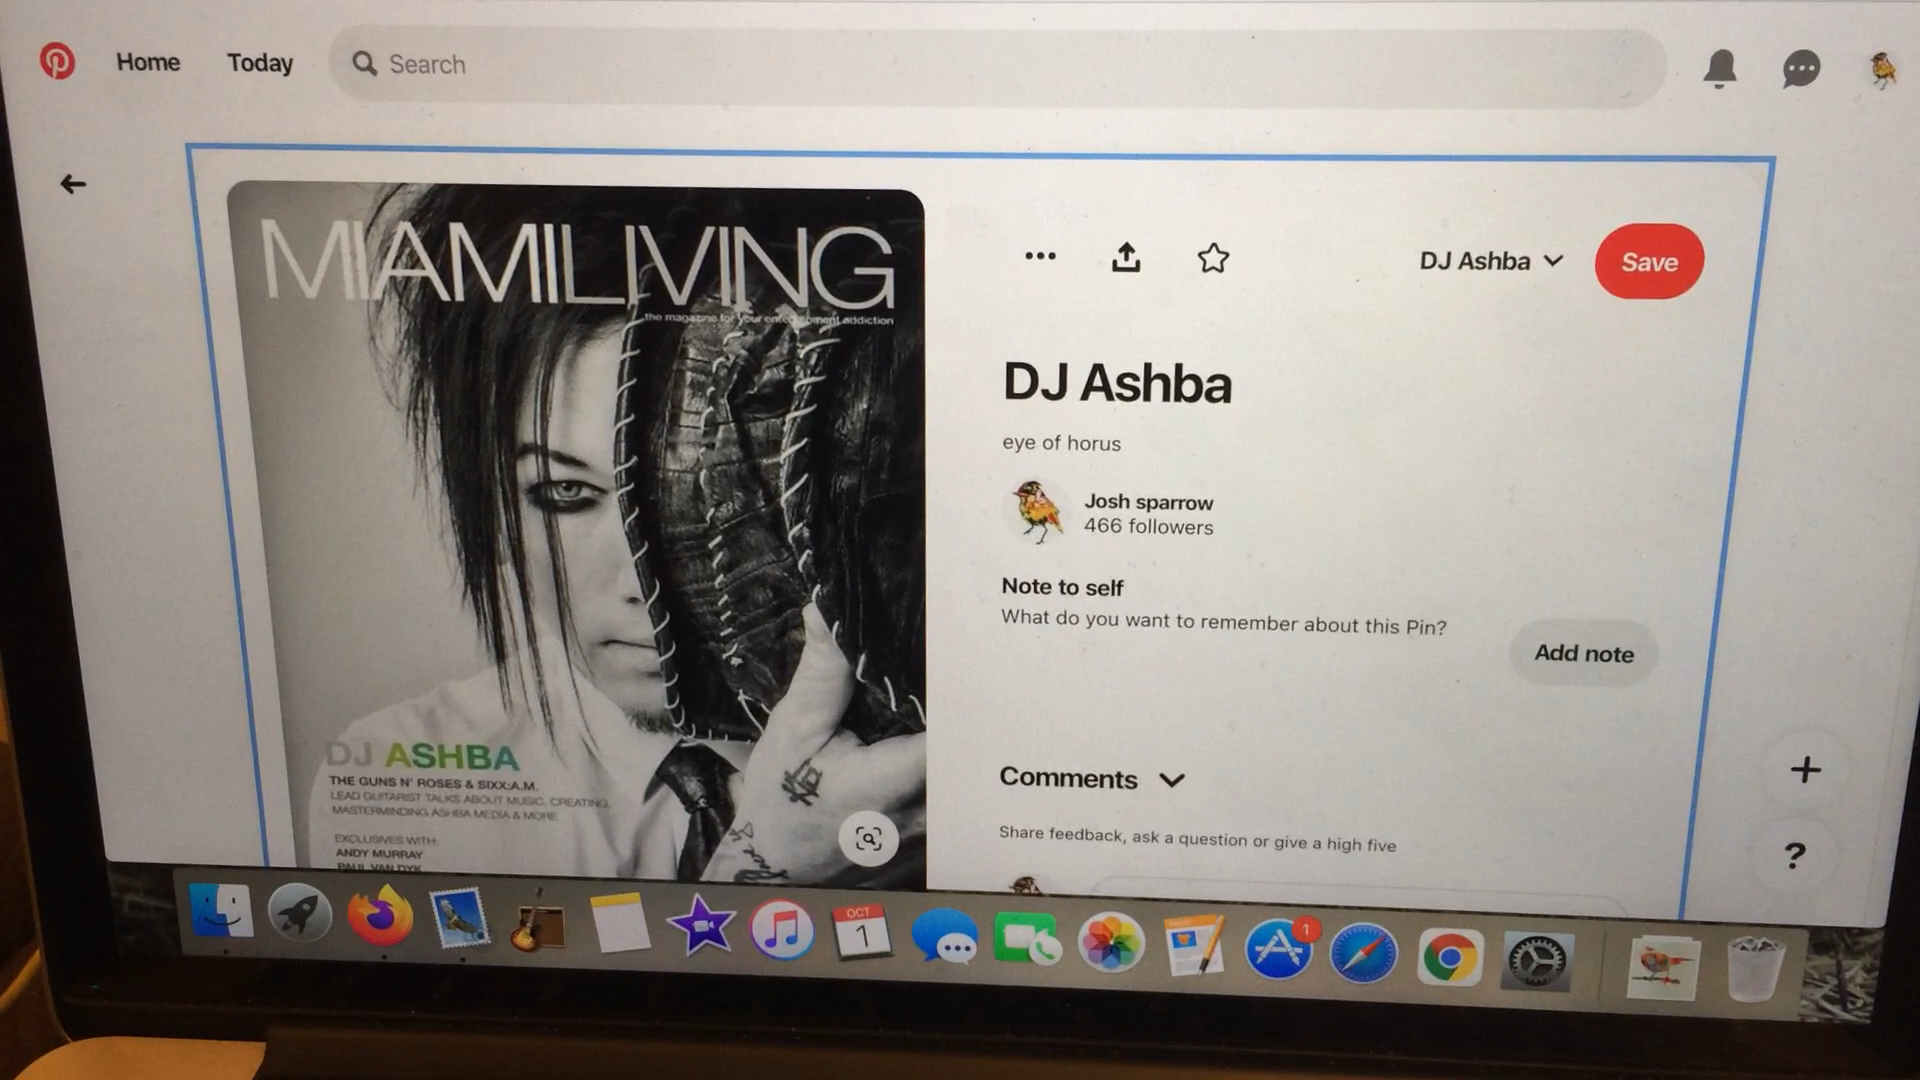 Home
Today
Search
MIAMILIVING
the magazine for your entertainment addiction
DJ ASHBA
THE GUNS N' ROSES & SIXX:A.M.
LEAD GUITARIST TALKS ABOUT MUSIC, CREATING,
MASTERMINDING ASHBA MEDIA & MORE
EXCLUSIVES WITH:
ANDY MURRAY
PAUL VAN DYK
DJ Ashba
Save
DJ Ashba
eye of horus
Josh sparrow
466 followers
Note to self
What do you want to remember about this Pin?
Add note
Comments
Share feedback, ask a question or give a high five
+
?
OCT
1
1